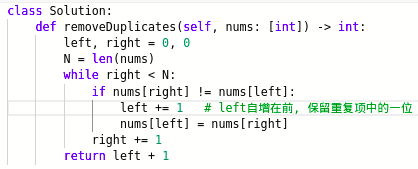 class Solution:
    def removeDuplicates(self, nums: [int]) -> int:
        left, right = 0, 0
        N = len(nums)
        while right < N:
            if nums[right] != nums[left]:
                left += 1   # left自增在前, 保留重复项中的一位
                nums[left] = nums[right]
            right += 1
        return left + 1